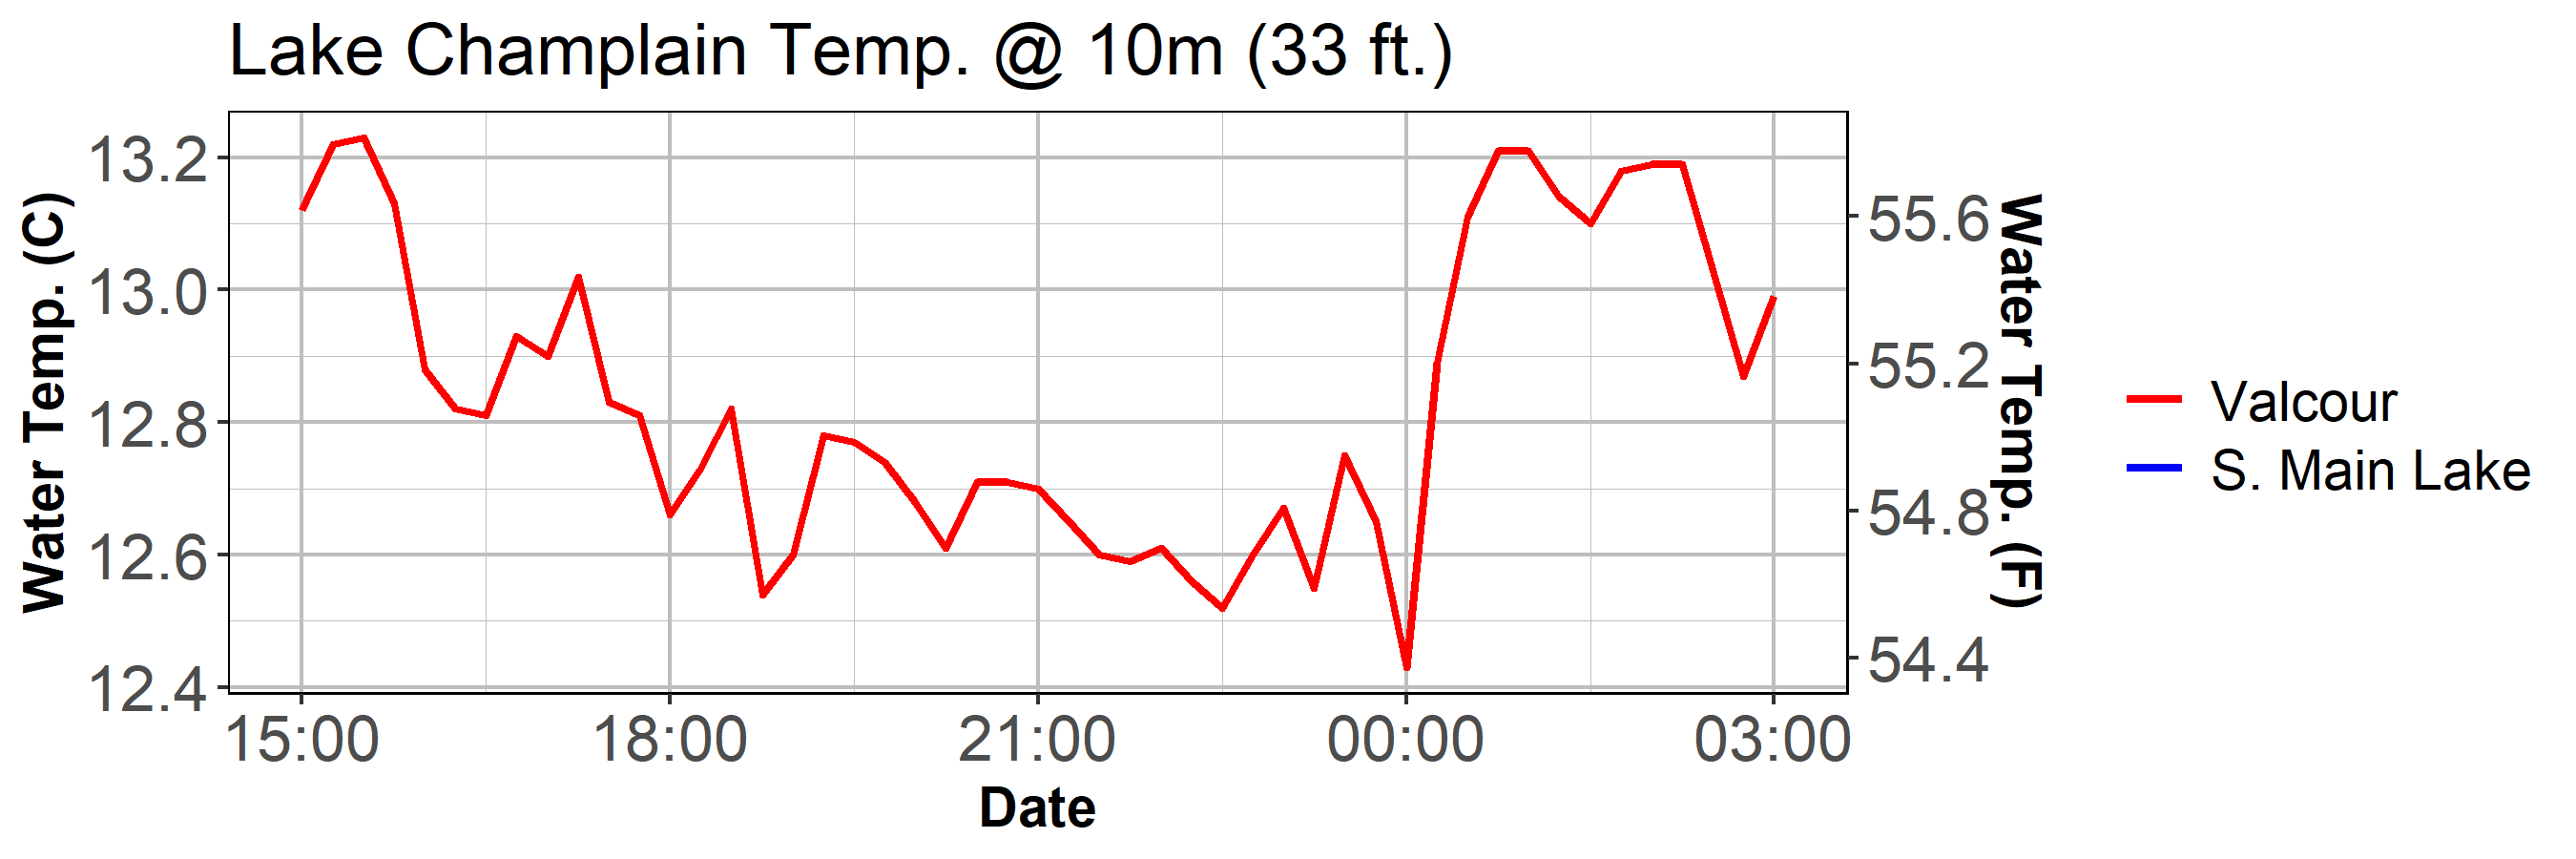 Lake Champlain Temp. @ 10m (33 ft.)
Water Temp. (C)
13.2
13.0
12.8
12.6
12.4
15:00 18:00 21:00 00:00 03:00
Date
55.6
55.2
54.8
54.4
Water Temp. (F)
Valcour
S. Main Lake